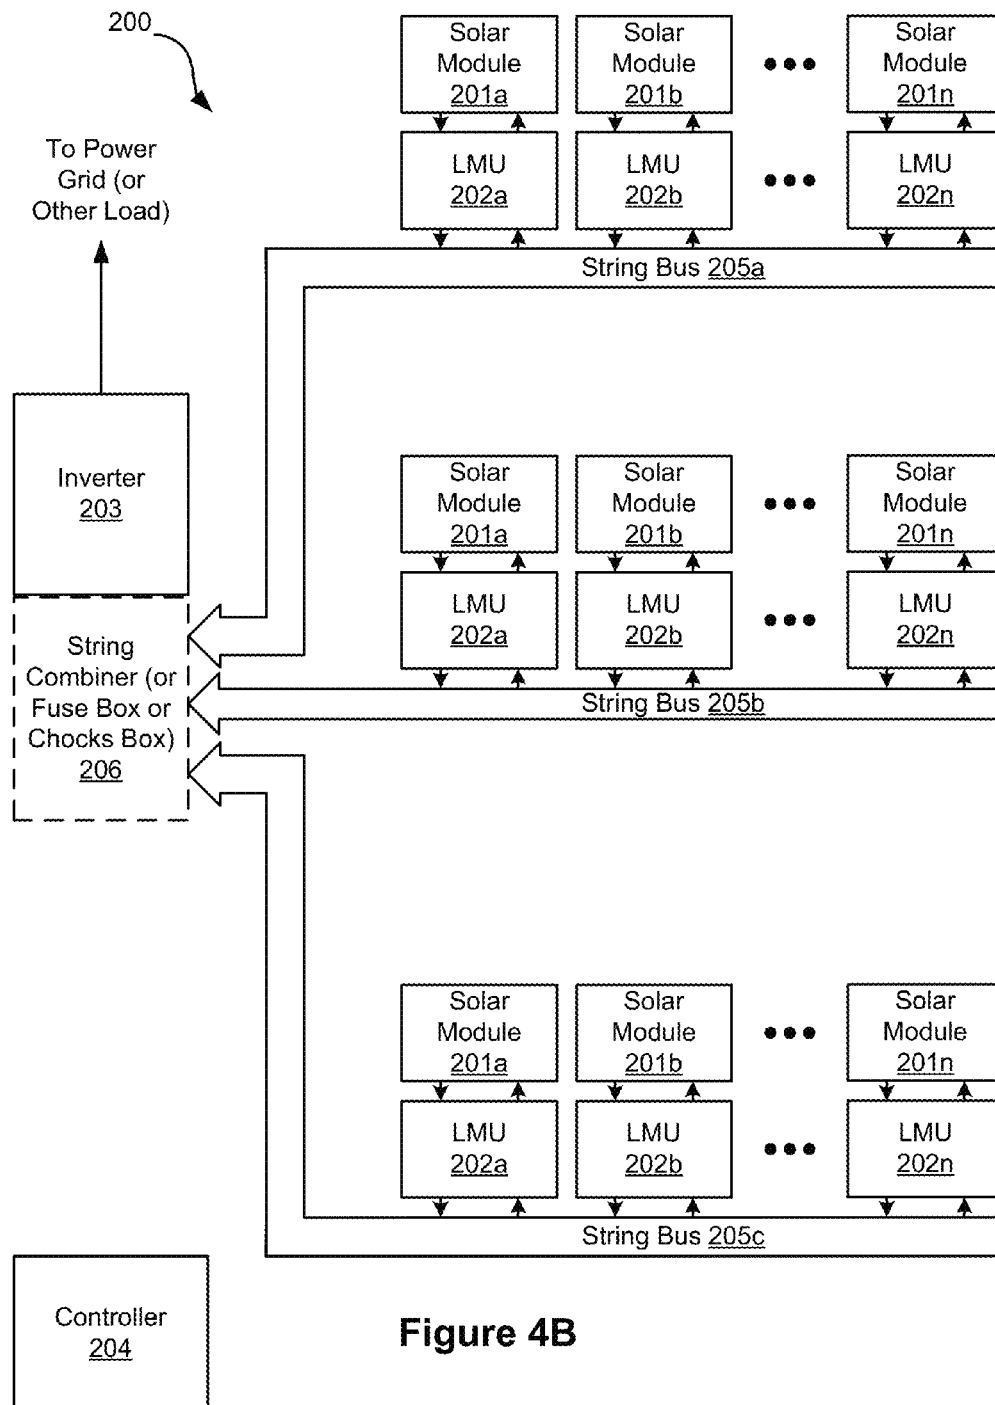 200
To Power
Grid (or
Other Load)
Solar
Module
201a
Solar
Module
201b
Solar
Module
201n
LMU
202a
LMU
202b
LMU
202n
String Bus 205a
Inverter
203
Solar
Module
201a
Solar
Module
201b
Solar
Module
201n
LMU
202a
LMU
202b
LMU
202n
String Bus 205b
String
Combiner (or
Fuse Box or
Chocks Box)
206
Solar
Module
201a
Solar
Module
201b
Solar
Module
201n
LMU
202a
LMU
202b
LMU
202n
String Bus 205c
Controller
204
Figure 4B